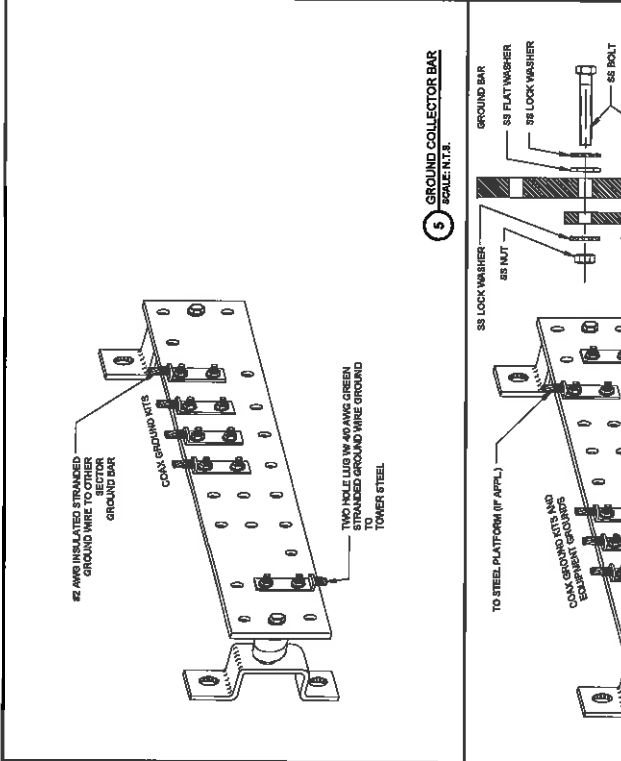 #2 AWG INSULATED STRANDED
GROUND WIRE TO OTHER
SECTOR
GROUND BAR
COAX GROUND KITS
TWO HOLE LUG W/ 4/0 AWG GREEN
STRANDED GROUND WIRE GROUND
TO
TOWER STEEL
5
GROUND COLLECTOR BAR
SCALE: N.T.S.
TO STEEL PLATFORM (IF APPL.)
COAX GROUND KITS AND
EQUIPMENT GROUNDS
SS LOCK WASHER
SS NUT
GROUND BAR
SS FLAT WASHER
SS LOCK WASHER
SS BOLT